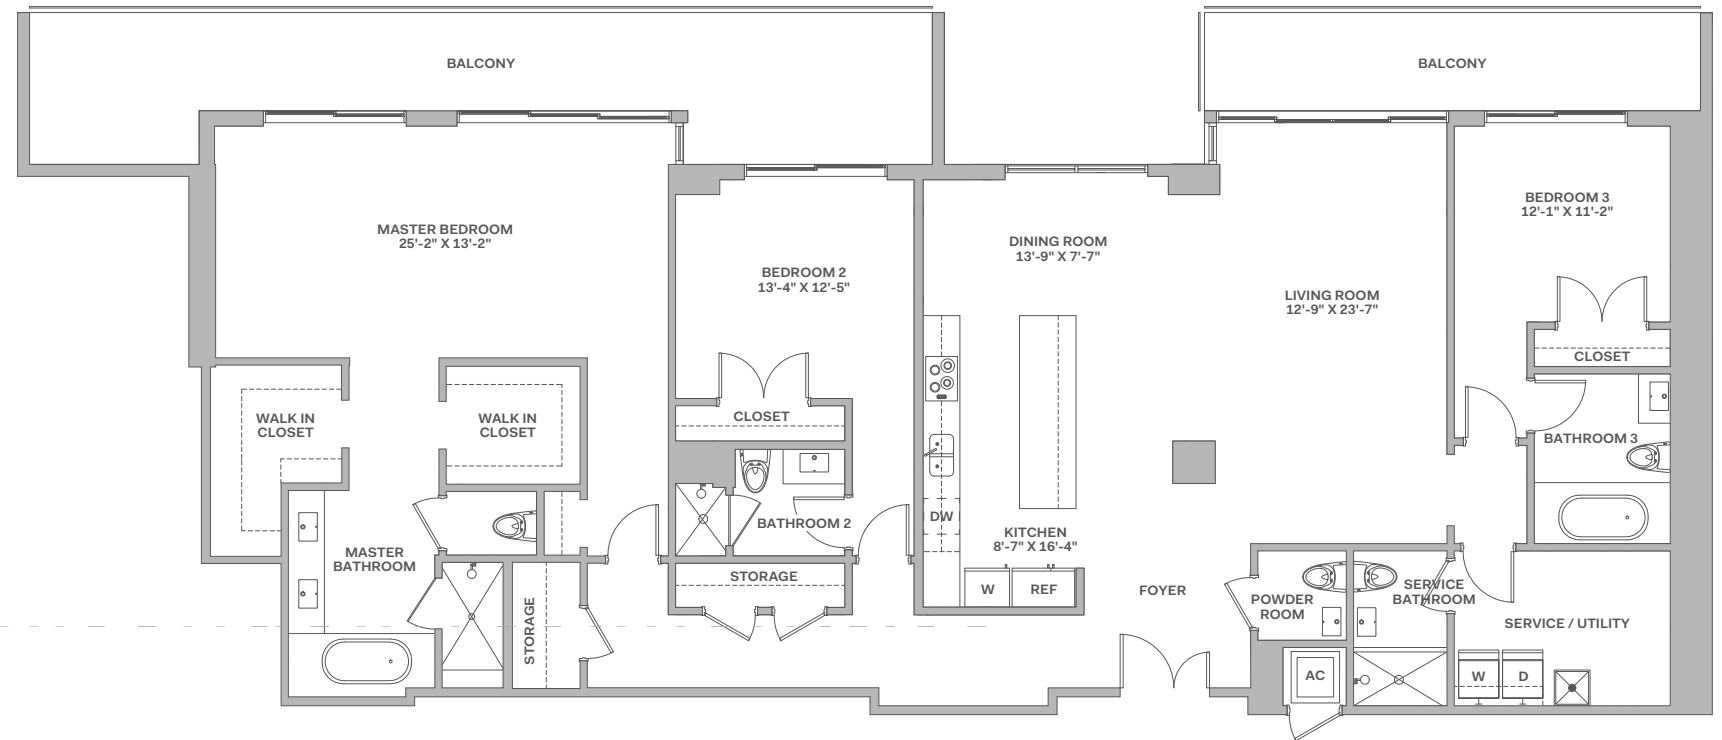 BALCONY
BALCONY
MASTER BEDROOM
25'-2" X 13'-2"
BEDROOM 2
13'-4" X 12'-5"
DINING ROOM
13'-9" X 7'-7"
LIVING ROOM
12'-9" X 23'-7"
BEDROOM 3
12'-1" X 11'-2"
CLOSET
WALK IN
CLOSET
WALK IN
CLOSET
CLOSET
BATHROOM 3
BATHROOM 2
DW
KITCHEN
8'-7" X 16'-4"
MASTER
BATHROOM
STORAGE
STORAGE
W
REF
FOYER
POWDER
ROOM
SERVICE
BATHROOM
SERVICE / UTILITY
AC
W
D